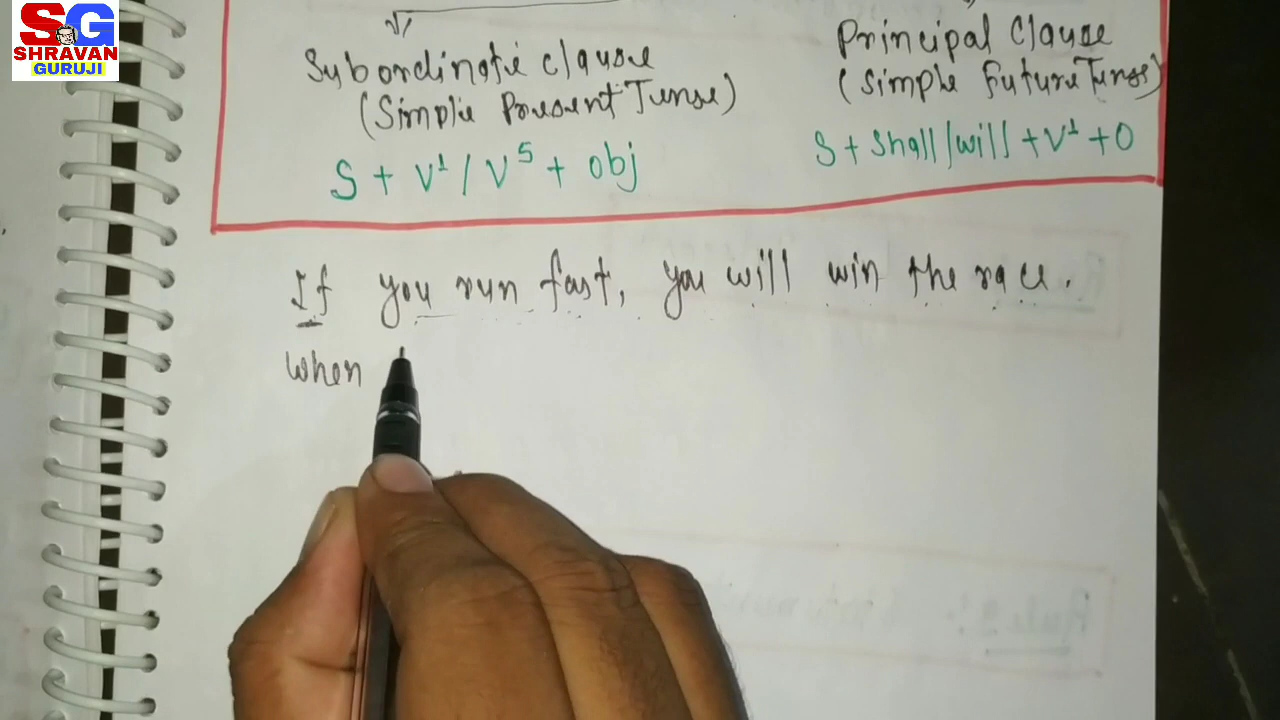 SG
SHRAVAN
GURUJI
Subordinate Clause
Principal Clause
(Simple Present Tense)
(Simple Future Tense)
S + V¹ / V⁵ + obj
S + Shall/will + V¹ + O
If you run fast, you will win the race.
When